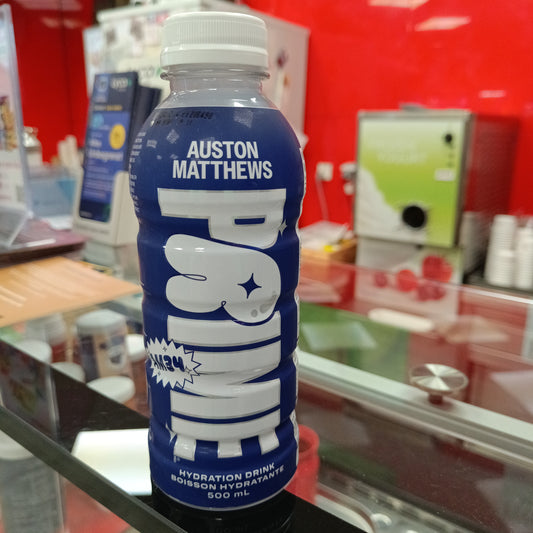 AUSTON
MATTHEWS
PRIME
AM34
HYDRATION DRINK
BOISSON HYDRATANTE
500 mL